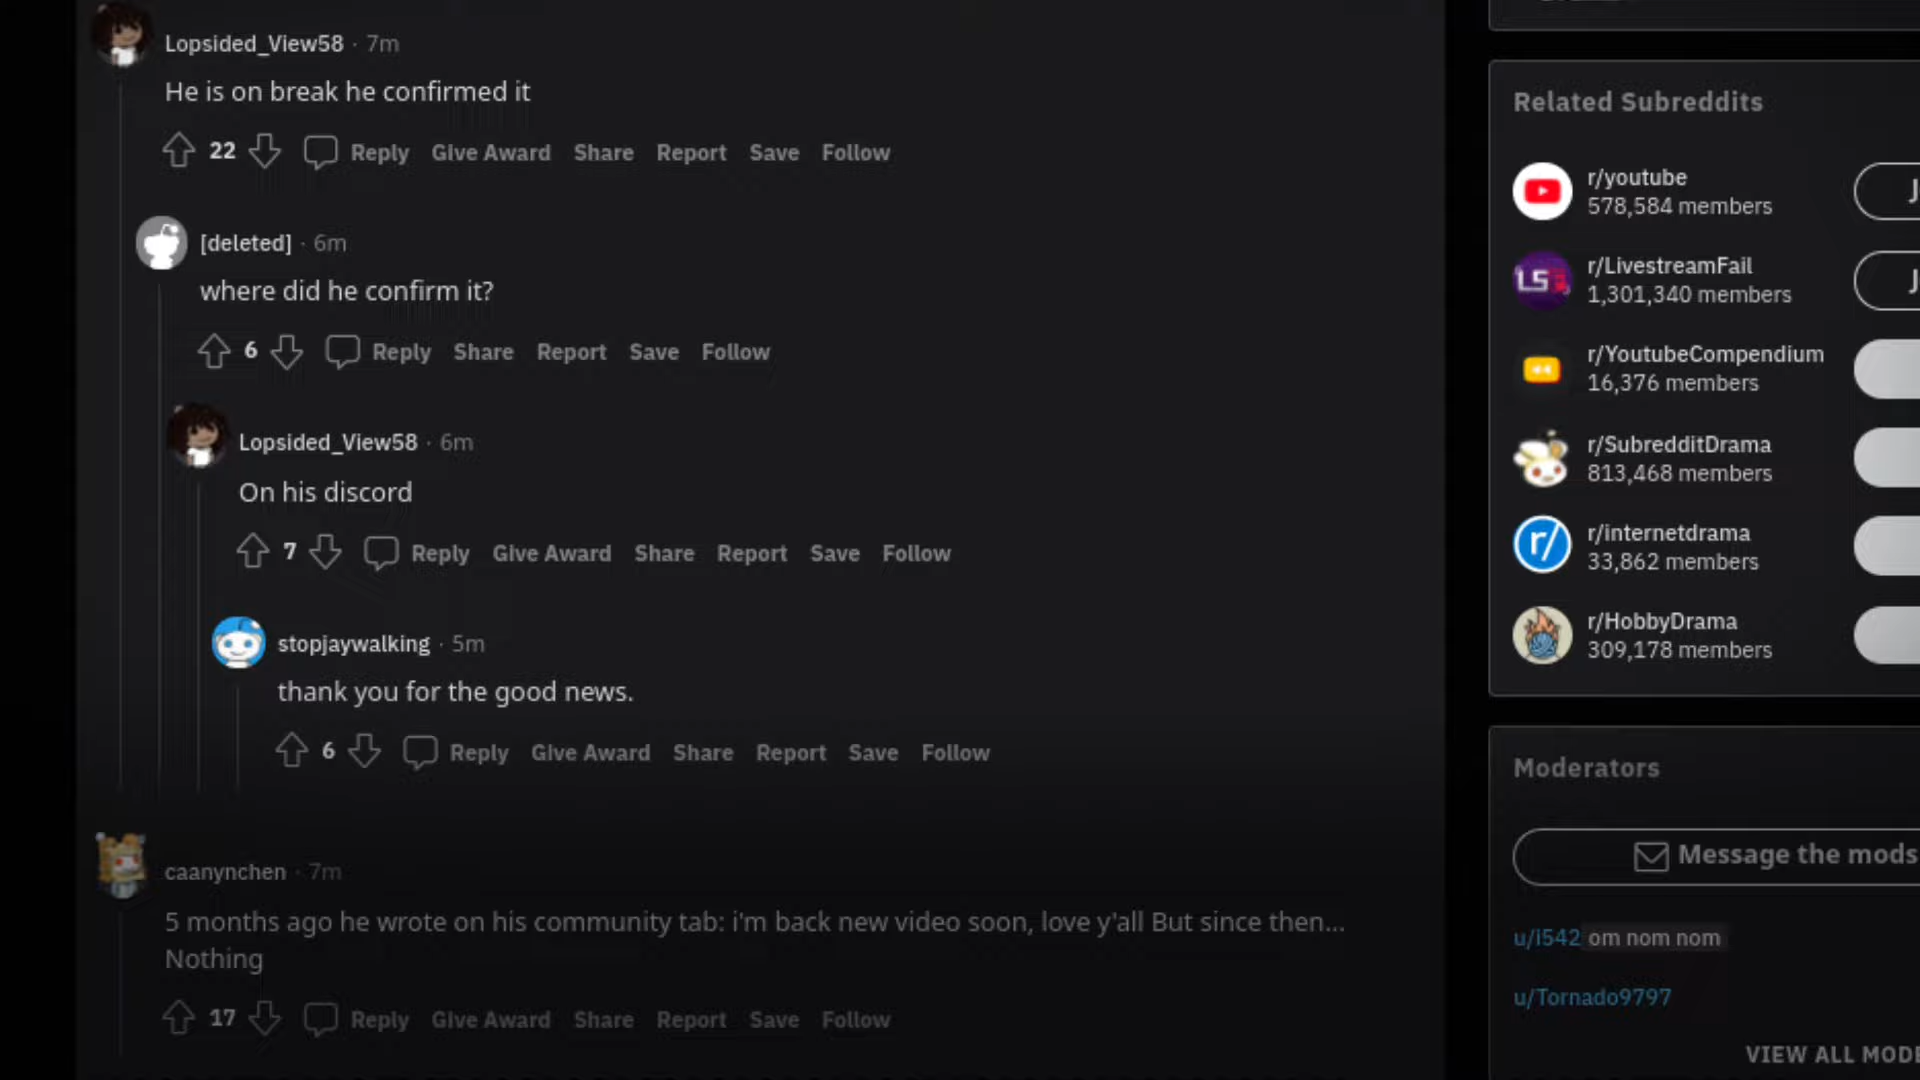 Lopsided_View58 · 7m
He is on break he confirmed it
22 Reply Give Award Share Report Save Follow
[deleted] · 6m
where did he confirm it?
6 Reply Share Report Save Follow
Lopsided_View58 · 6m
On his discord
7 Reply Give Award Share Report Save Follow
stopjaywalking · 5m
thank you for the good news.
6 Reply Give Award Share Report Save Follow
caanynchen · 7m
5 months ago he wrote on his community tab: i'm back new video soon, love y'all But since then...
Nothing
17 Reply Give Award Share Report Save Follow
Related Subreddits
r/youtube
578,584 members
J
r/LivestreamFail
1,301,340 members
J
LS
r/YoutubeCompendium
16,376 members
r/SubredditDrama
813,468 members
r/
r/internetdrama
33,862 members
r/HobbyDrama
309,178 members
Moderators
Message the mods
u/i542 om nom nom
u/Tornado9797
VIEW ALL MODE